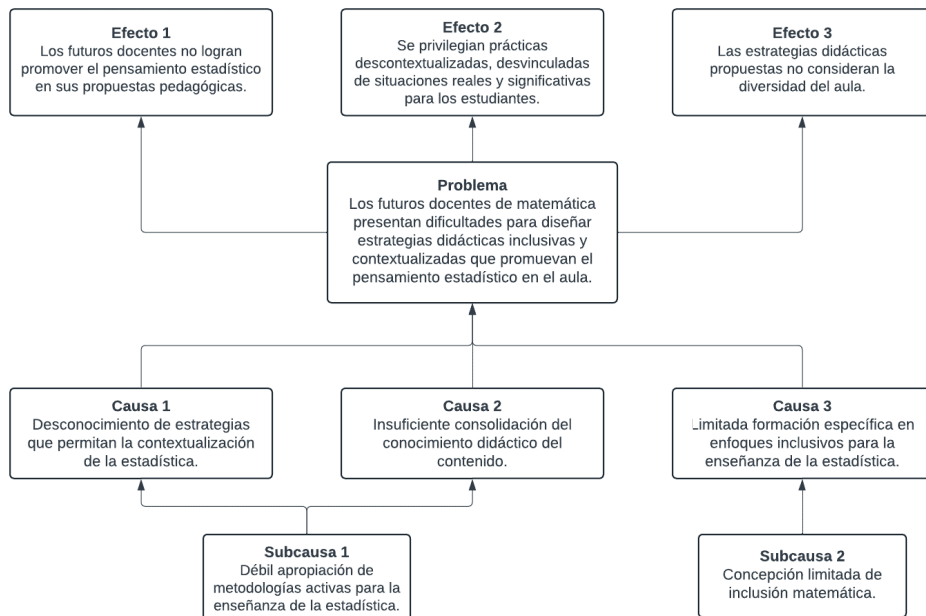 Efecto 1
Los futuros docentes no logran
promover el pensamiento estadístico
en sus propuestas pedagógicas.
Efecto 2
Se privilegian prácticas
descontextualizadas, desvinculadas
de situaciones reales y significativas
para los estudiantes.
Efecto 3
Las estrategias didácticas
propuestas no consideran la
diversidad del aula.
Problema
Los futuros docentes de matemática
presentan dificultades para diseñar
estrategias didácticas inclusivas y
contextualizadas que promuevan el
pensamiento estadístico en el aula.
Causa 1
Desconocimiento de estrategias
que permitan la contextualización
de la estadística.
Causa 2
Insuficiente consolidación del
conocimiento didáctico del
contenido.
Causa 3
Limitada formación específica en
enfoques inclusivos para la
enseñanza de la estadística.
Subcausa 1
Débil apropiación de
metodologías activas para la
enseñanza de la estadística.
Subcausa 2
Concepción limitada de
inclusión matemática.